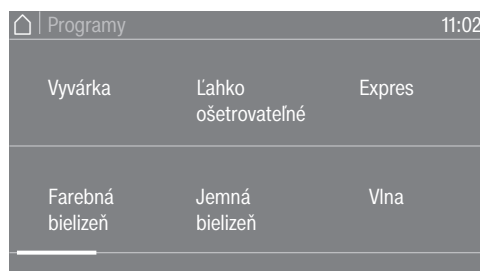 Programy 11:02
Vyvárka Ľahko ošetrovateľné Expres
Farebná bielizeň Jemná bielizeň Vlna